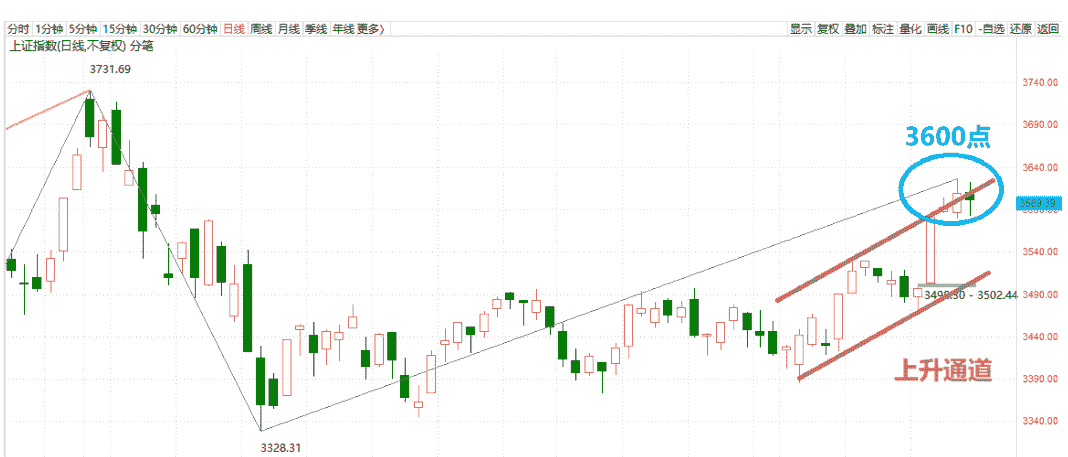 分时 1分钟 5分钟 15分钟 30分钟 60分钟 日线 周线 月线 季线 年线 更多〉 显示 复权 叠加 标注 量化 画线 F10 -自选 还原 返回
上证指数(日线,不复权) 分笔
3731.69
3740.00
3690.00
3600点
3640.00
3589.39
3540.00
3498.30 - 3502.44
3490.00
3440.00
上升通道
3390.00
3340.00
3328.31